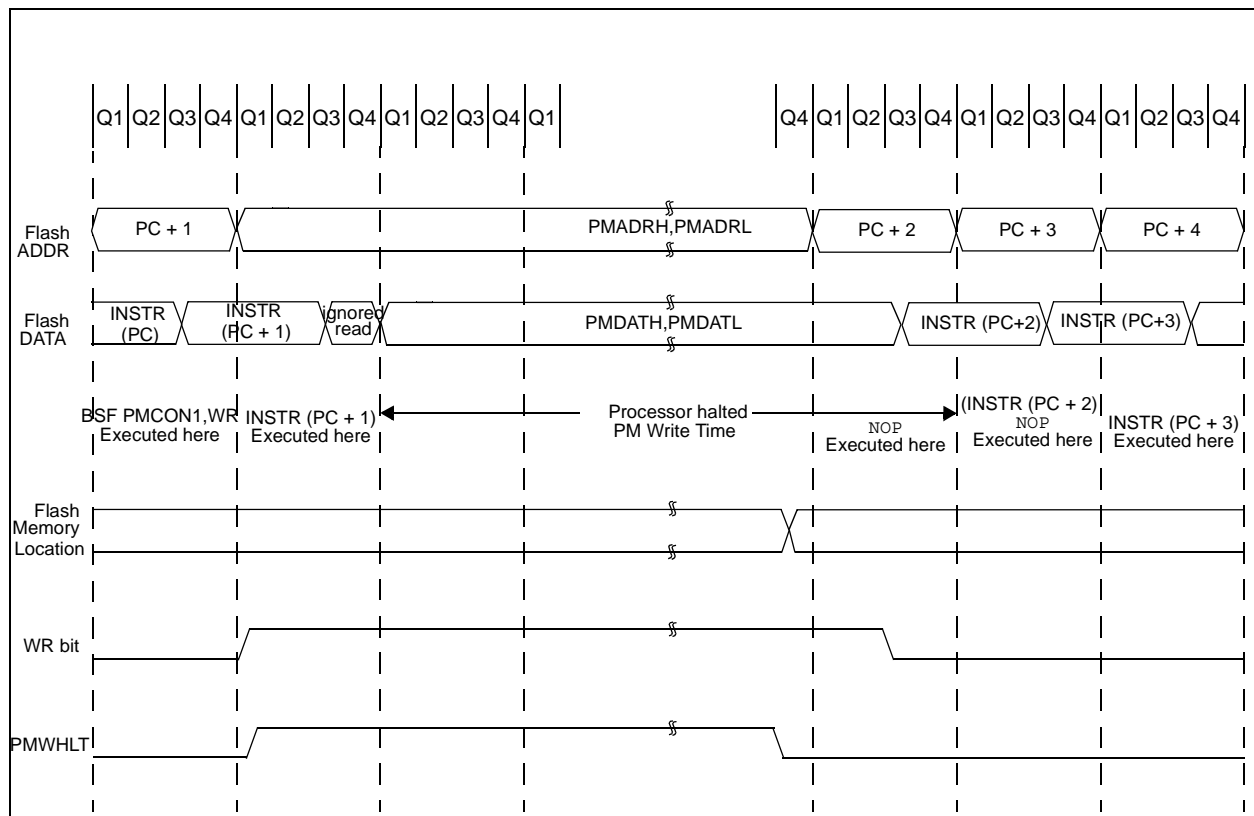 Q1 Q2 Q3 Q4 Q1 Q2 Q3 Q4 Q1 Q2 Q3 Q4 Q1 Q4 Q1 Q2 Q3 Q4 Q1 Q2 Q3 Q4 Q1 Q2 Q3 Q4
Flash
ADDR
PC + 1
PMADRH,PMADRL
PC + 2
PC + 3
PC + 4
Flash
DATA
INSTR
(PC)
INSTR
(PC + 1)
ignored
read
PMDATH,PMDATL
INSTR (PC+2)
INSTR (PC+3)
BSF PMCON1,WR
Executed here
INSTR (PC + 1)
Executed here
Processor halted
PM Write Time
NOP
Executed here
(INSTR (PC + 2)
NOP
Executed here
INSTR (PC + 3)
Executed here
Flash
Memory
Location
WR bit
PMWHLT